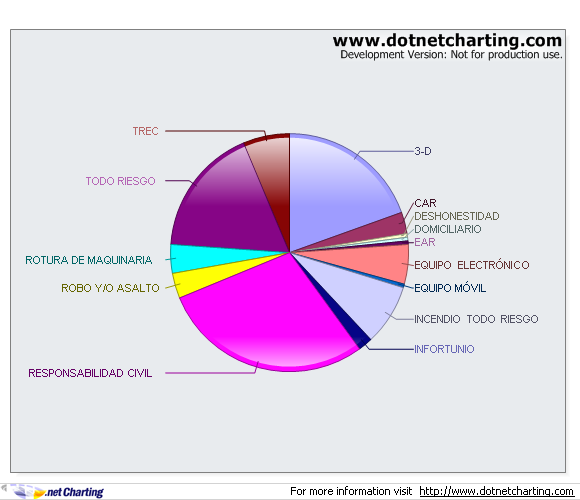 www.dotnetcharting.com
Development Version: Not for production use.
TREC
3-D
TODO RIESGO
CAR
DESHONESTIDAD
DOMICILIARIO
EAR
ROTURA DE MAQUINARIA
EQUIPO ELECTRÓNICO
ROBO Y/O ASALTO
EQUIPO MÓVIL
INCENDIO TODO RIESGO
INFORTUNIO
RESPONSABILIDAD CIVIL
.net Charting
For more information visit http://www.dotnetcharting.com